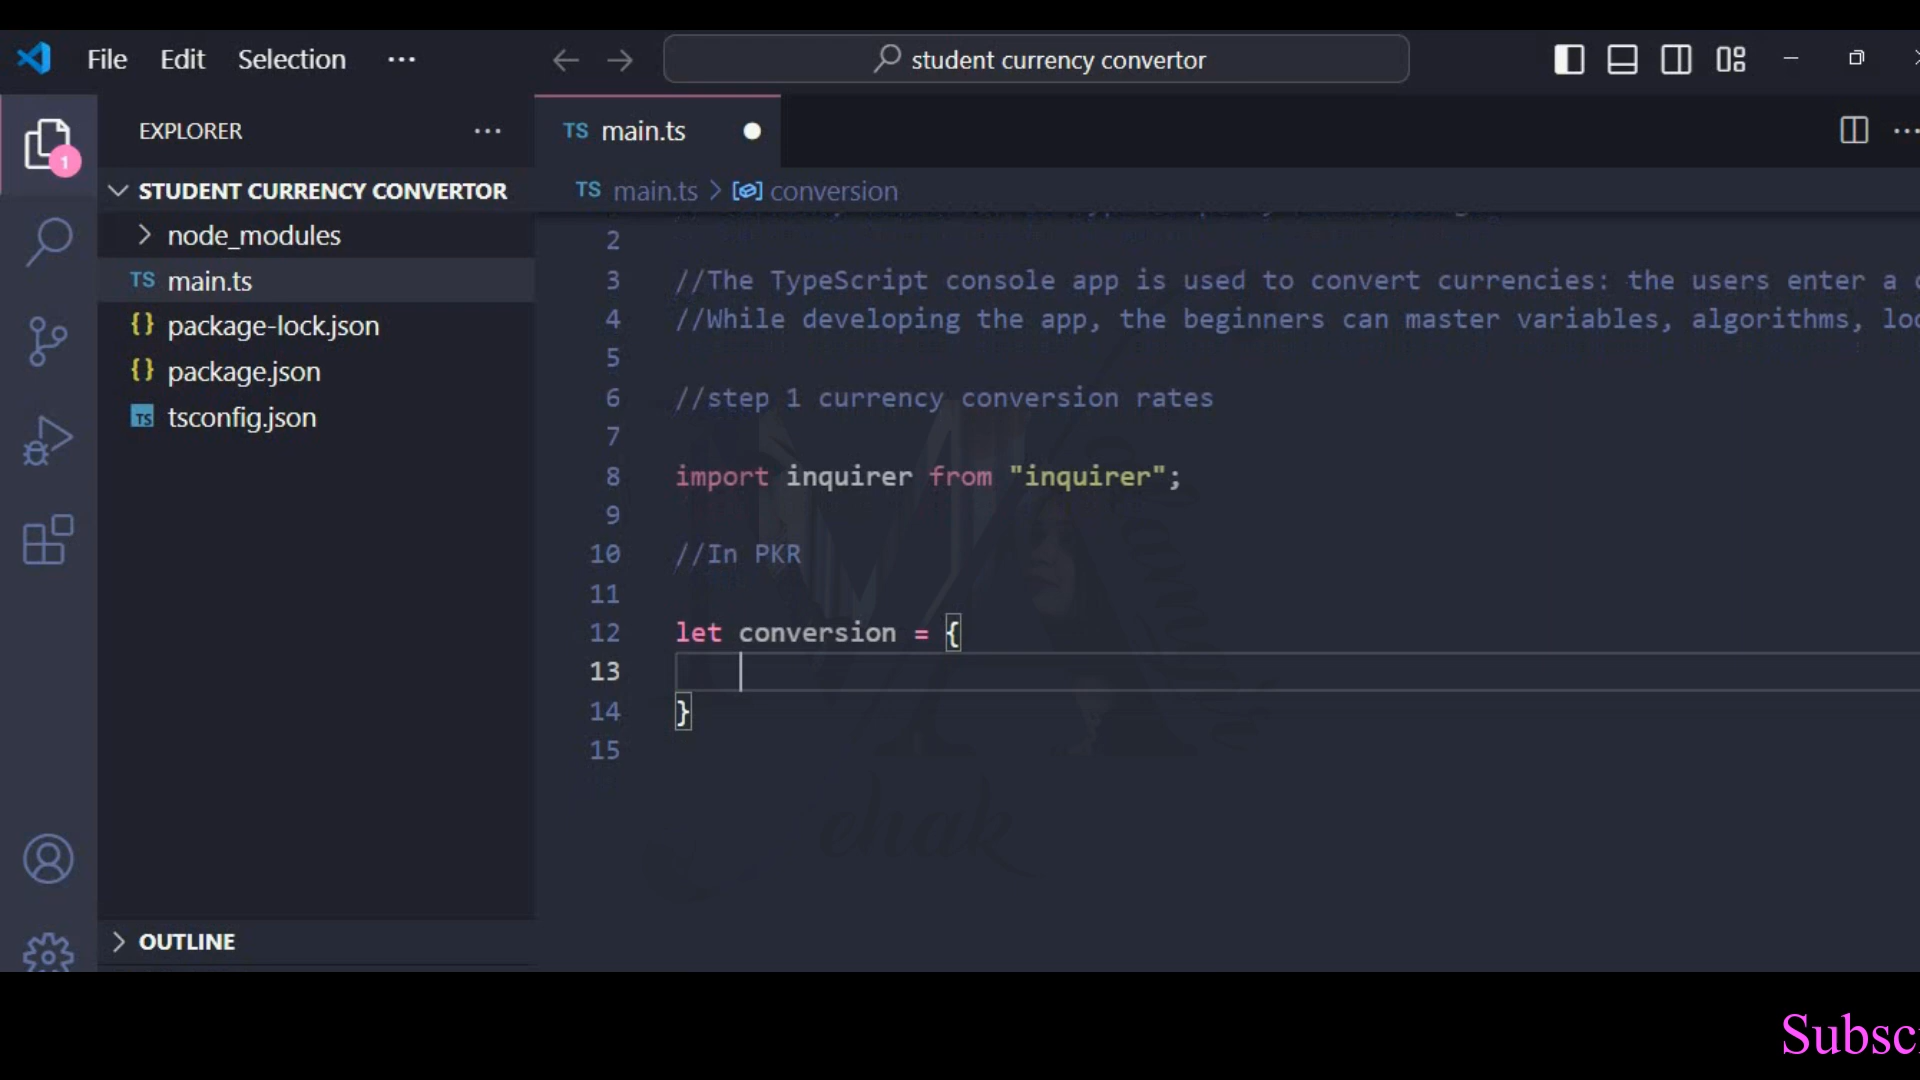 File Edit Selection ··· student currency convertor
EXPLORER ··· TS main.ts
STUDENT CURRENCY CONVERTOR
TS main.ts > conversion
node_modules
TS main.ts
{} package-lock.json
{} package.json
TS tsconfig.json
1
2
3 //The TypeScript console app is used to convert currencies: the users enter a
4 //While developing the app, the beginners can master variables, algorithms,
5
6 //step 1 currency conversion rates
7
8 import inquirer from "inquirer";
9
10 //In PKR
11
12 let conversion = {
13
14 }
15
ehak
OUTLINE
Subsc